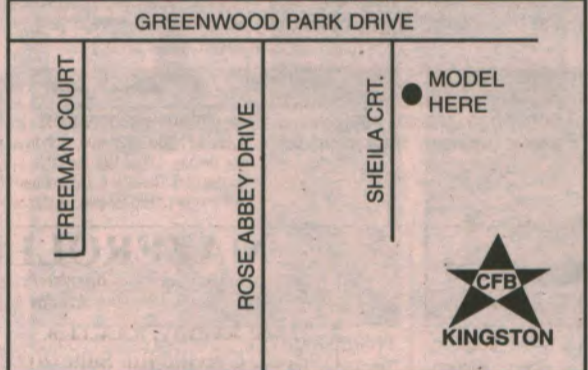 GREENWOOD PARK DRIVE
FREEMAN COURT
ROSE ABBEY DRIVE
SHEILA CRT.
MODEL
HERE
CFB
KINGSTON